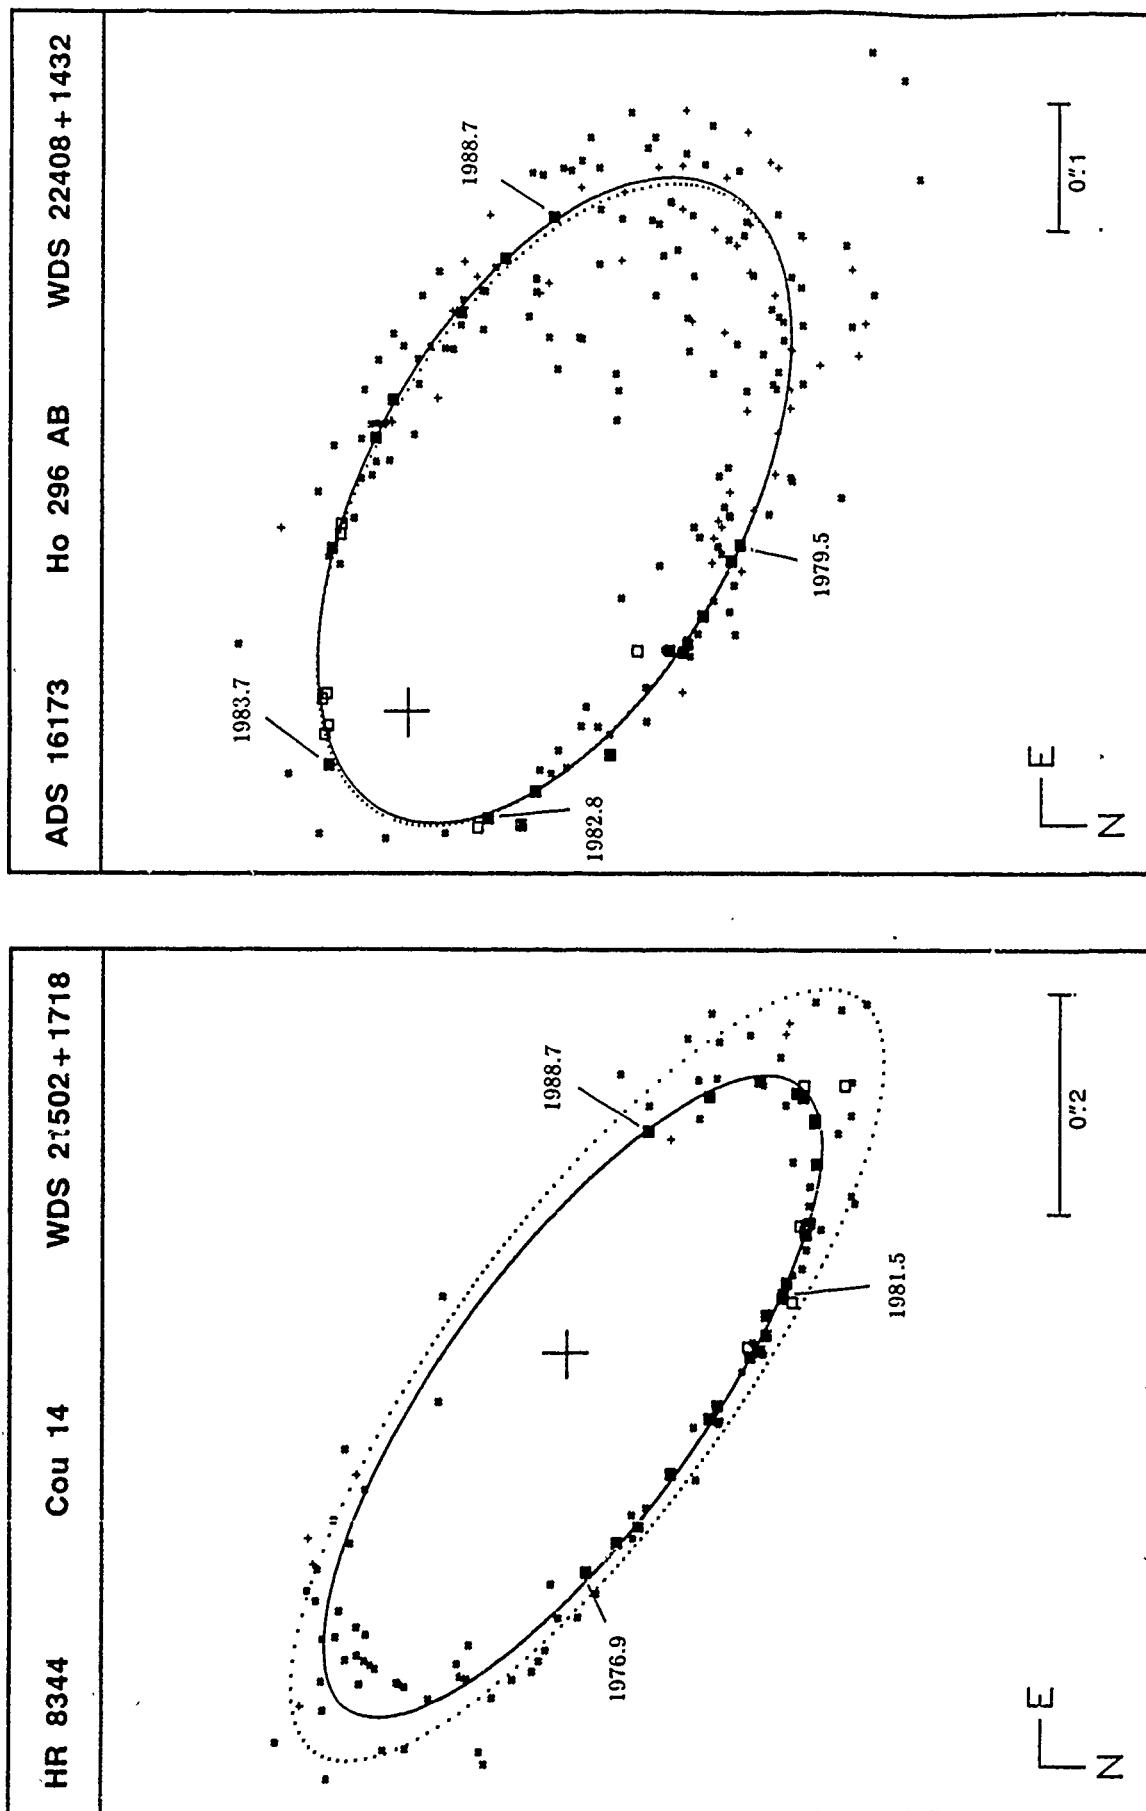 ADS 16173 Ho 296 AB WDS 22408+1432
1988.7
1983.7
1979.5
1982.8
0".1
E
N
HR 8344 Cou 14 WDS 21502+1718
1988.7
1981.5
1976.9
0".2
E
N